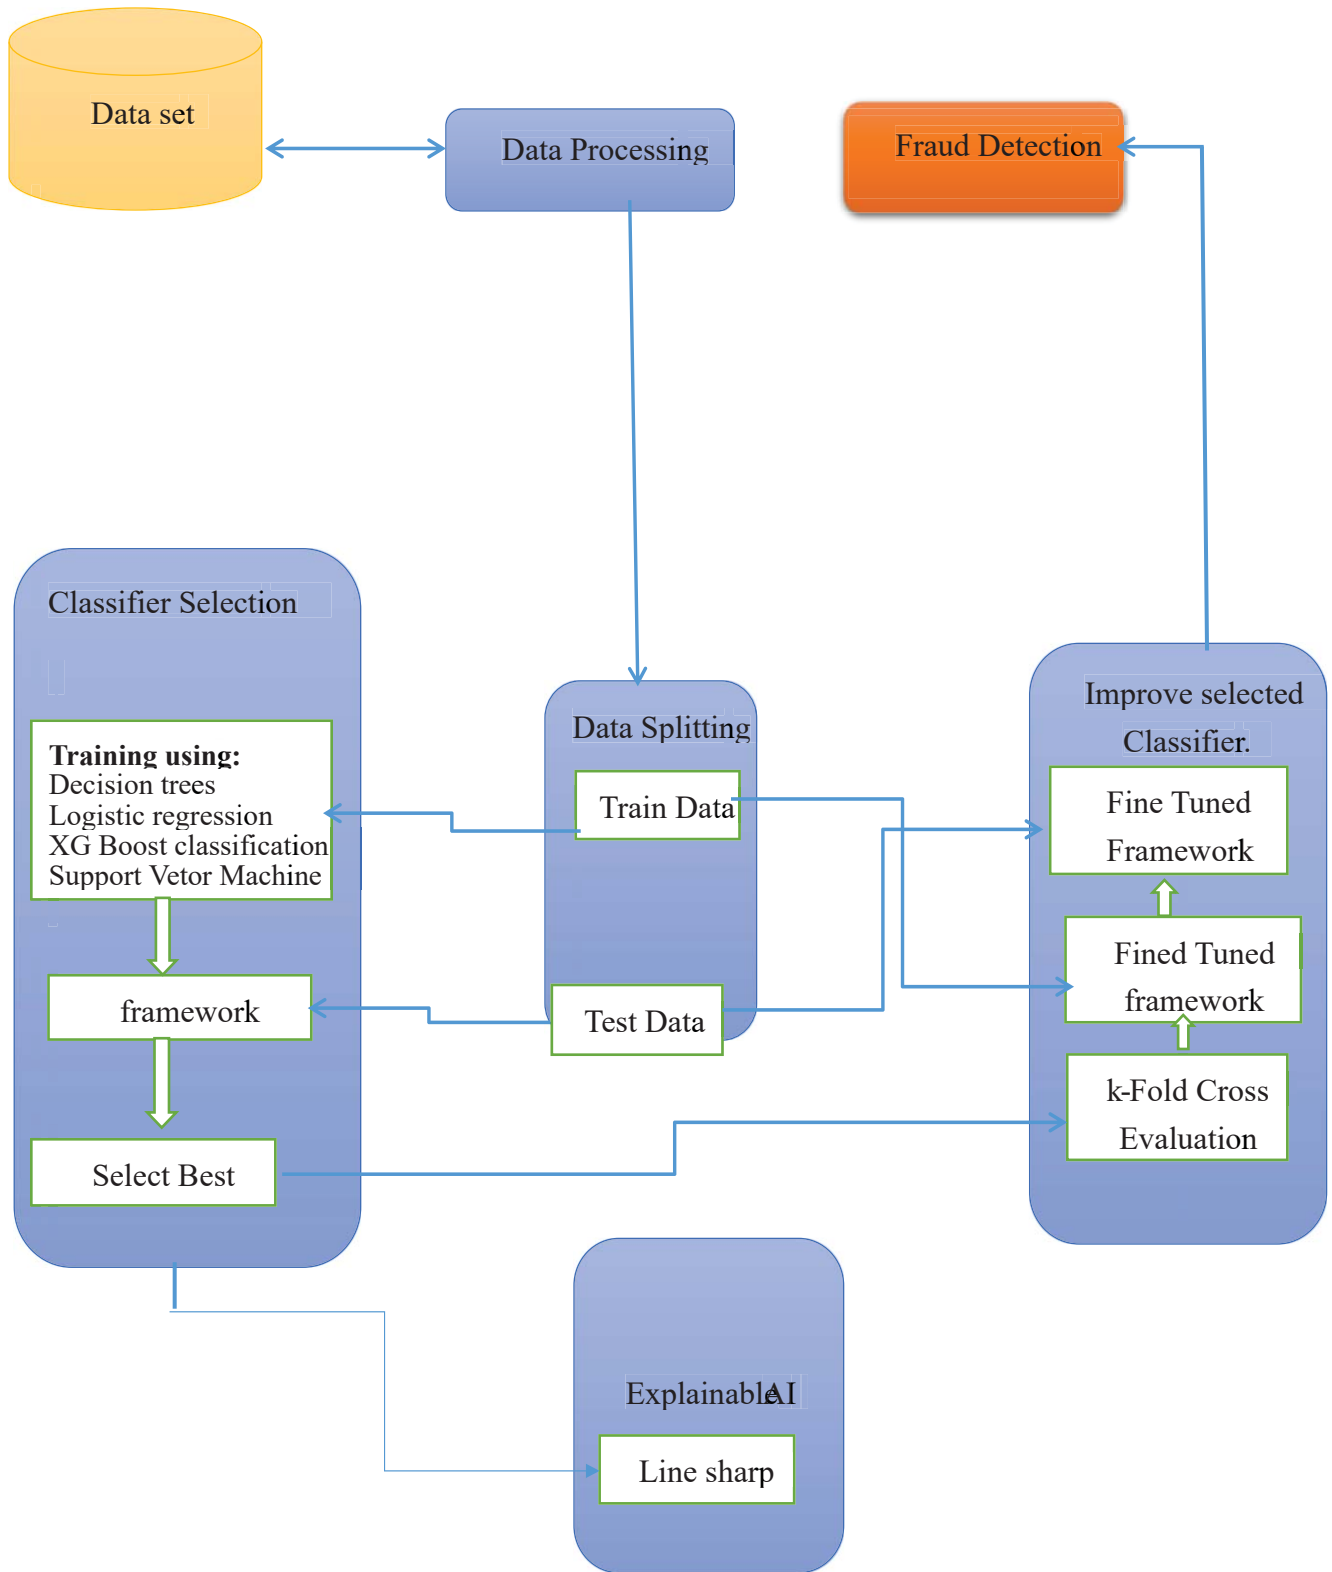 Data set
Data Processing
Fraud Detection
Classifier Selection
Training using:
Decision trees
Logistic regression
XG Boost classification
Support Vetor Machine
framework
Select Best
Data Splitting
Train Data
Test Data
Improve selected
Classifier.
Fine Tuned
Framework
Fined Tuned
framework
k-Fold Cross
Evaluation
Explainable AI
Line sharp